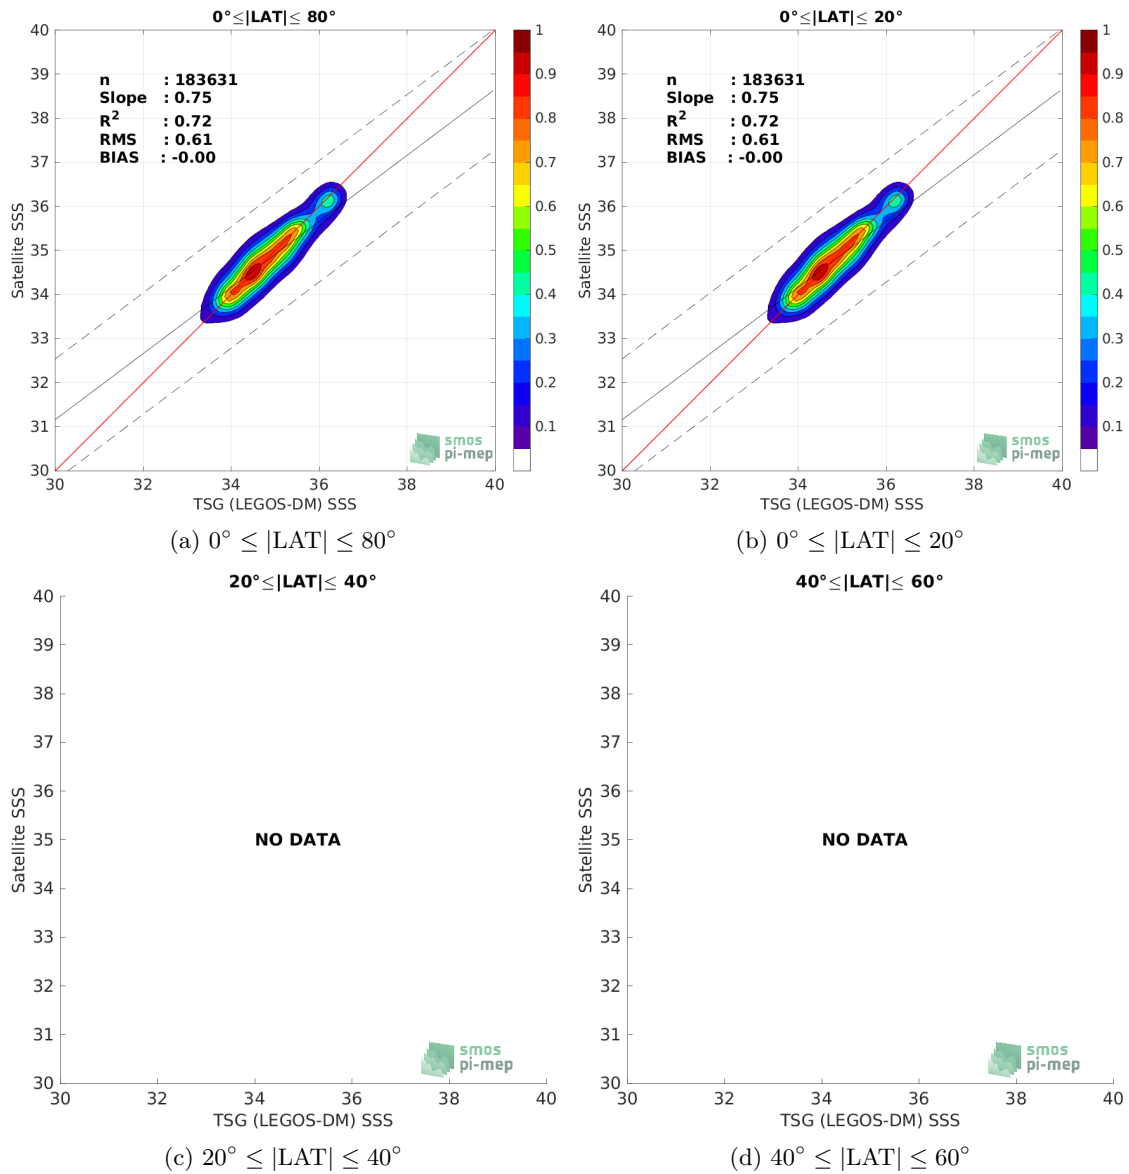 0°≤|LAT|≤ 80°
40
39
38
37
36
35
34
33
32
31
30
30 32 34 36 38 40
Satellite SSS
TSG (LEGOS-DM) SSS
n : 183631
Slope : 0.75
R² : 0.72
RMS : 0.61
BIAS : -0.00
1
0.9
0.8
0.7
0.6
0.5
0.4
0.3
0.2
0.1
smos
pi-mep
(a) 0° ≤ |LAT| ≤ 80°
0°≤|LAT|≤ 20°
40
39
38
37
36
35
34
33
32
31
30
30 32 34 36 38 40
Satellite SSS
TSG (LEGOS-DM) SSS
n : 183631
Slope : 0.75
R² : 0.72
RMS : 0.61
BIAS : -0.00
1
0.9
0.8
0.7
0.6
0.5
0.4
0.3
0.2
0.1
smos
pi-mep
(b) 0° ≤ |LAT| ≤ 20°
20°≤|LAT|≤ 40°
40
39
38
37
36
35
34
33
32
31
30
30 32 34 36 38 40
Satellite SSS
TSG (LEGOS-DM) SSS
NO DATA
smos
pi-mep
(c) 20° ≤ |LAT| ≤ 40°
40°≤|LAT|≤ 60°
40
39
38
37
36
35
34
33
32
31
30
30 32 34 36 38 40
Satellite SSS
TSG (LEGOS-DM) SSS
NO DATA
smos
pi-mep
(d) 40° ≤ |LAT| ≤ 60°